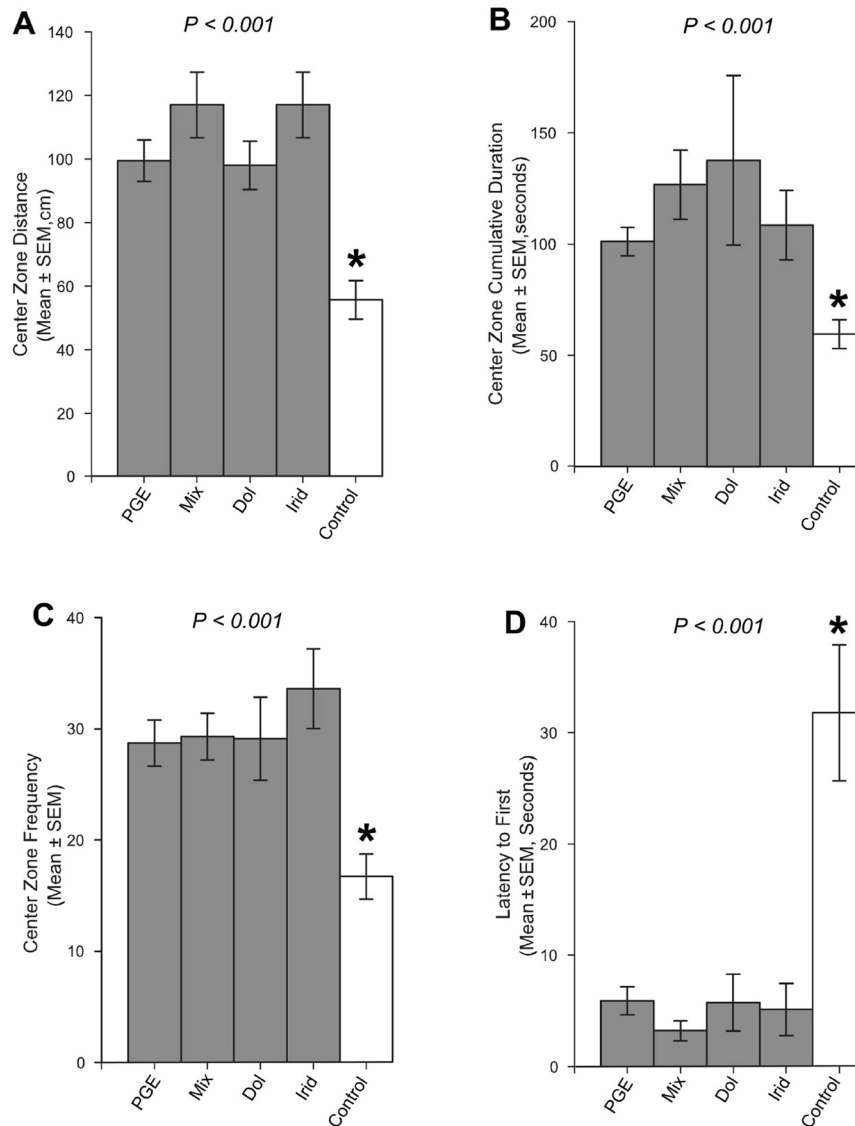 A
P < 0.001
Center Zone Distance
(Mean ± SEM,cm)
140
120
100
80
60
40
20
0
*
PGE
Mix
Dol
Irid
Control
B
P < 0.001
Center Zone Cumulative Duration
(Mean ± SEM,seconds)
200
150
100
50
0
*
PGE
Mix
Dol
Irid
Control
C
P < 0.001
Center Zone Frequency
(Mean ± SEM)
40
30
20
10
0
*
PGE
Mix
Dol
Irid
Control
D
P < 0.001
Latency to First
(Mean ± SEM, Seconds)
40
30
20
10
0
*
PGE
Mix
Dol
Irid
Control